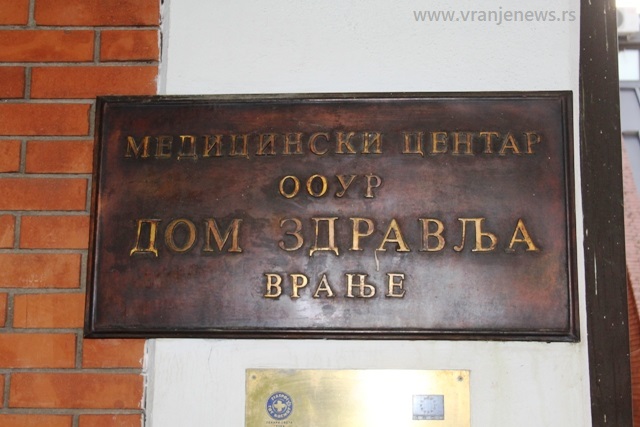 www.vranjenews.rs
МЕДИЦИНСКИ ЦЕНТАР
ООУР
ДОМ ЗДРАВЉА
ВРАЊЕ